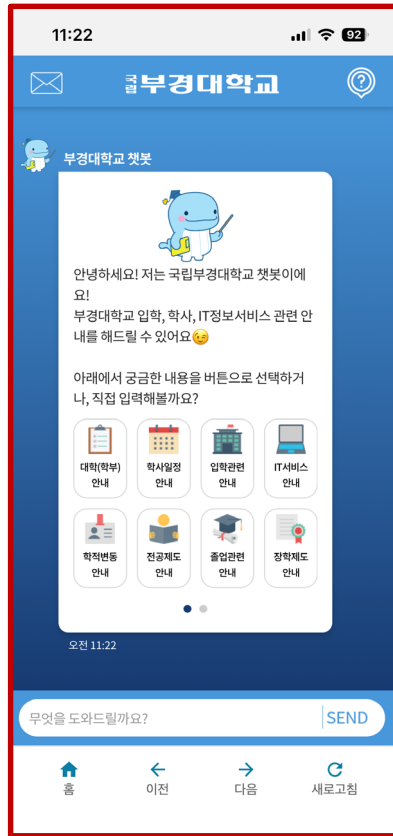 11:22
92
국립부경대학교
부경대학교 챗봇
안녕하세요! 저는 국립부경대학교 챗봇이에
요!
부경대학교 입학, 학사, IT정보서비스 관련 안
내를 해드릴 수 있어요
아래에서 궁금한 내용을 버튼으로 선택하거
나, 직접 입력해볼까요?
대학(학부) 학사일정 입학관련 IT서비스
안내 안내 안내 안내
학적변동 전공제도 졸업관련 장학제도
안내 안내 안내 안내
오전 11:22
무엇을 도와드릴까요? SEND
홈 이전 다음 새로고침